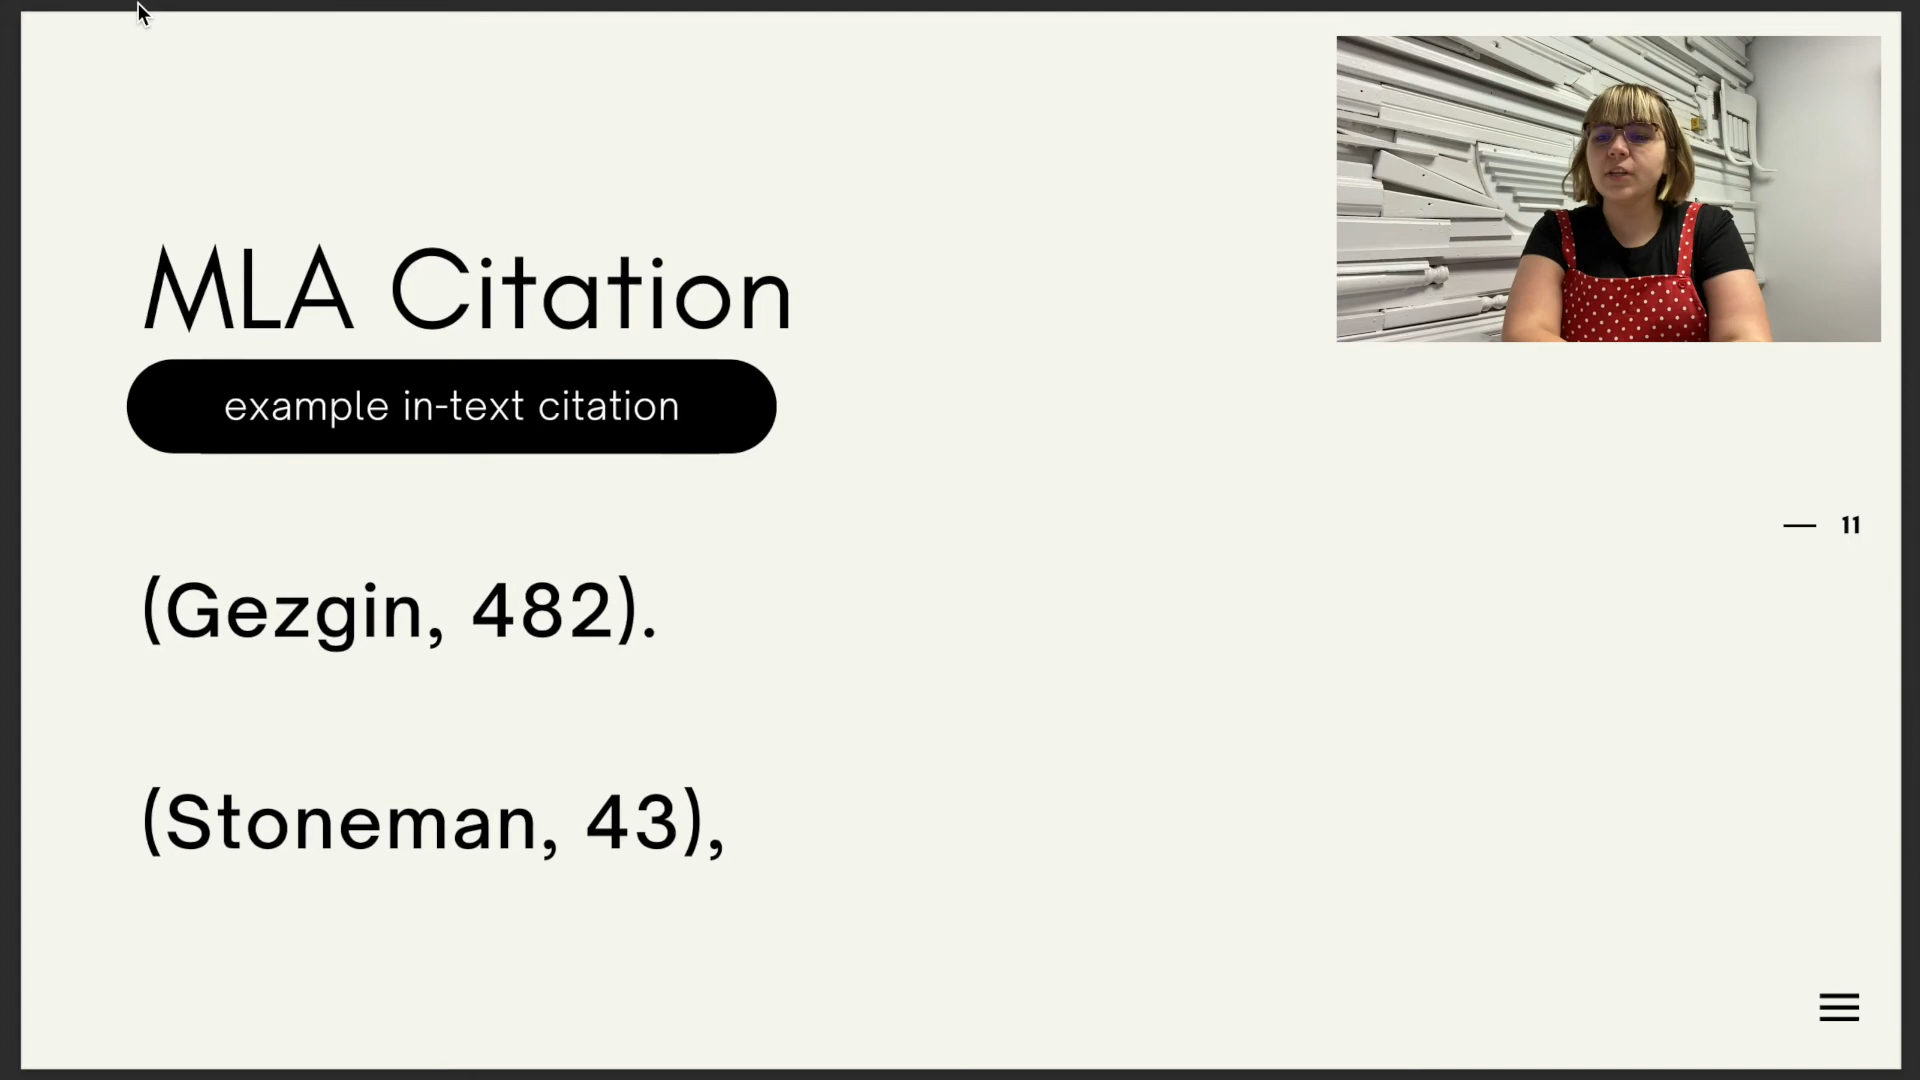 MLA Citation
example in-text citation
11
(Gezgin, 482).
(Stoneman, 43),